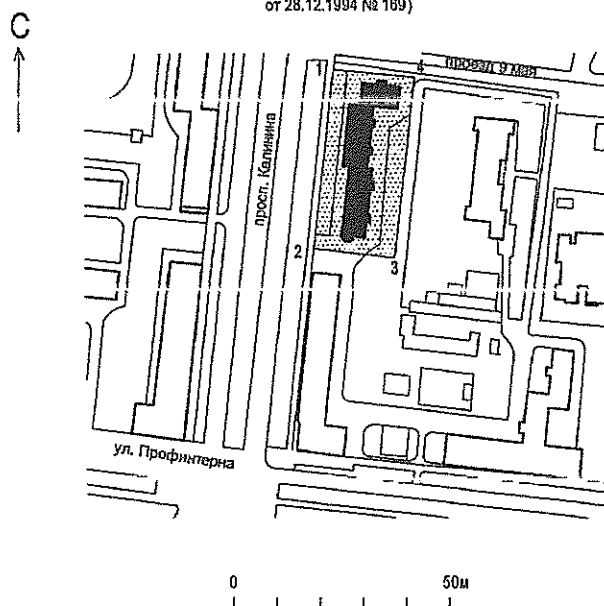 от 28.12.1994 № 169)
С
1
4
проезд 9 мая
просп. Калинина
2
3
ул. Профинтерна
0
50м